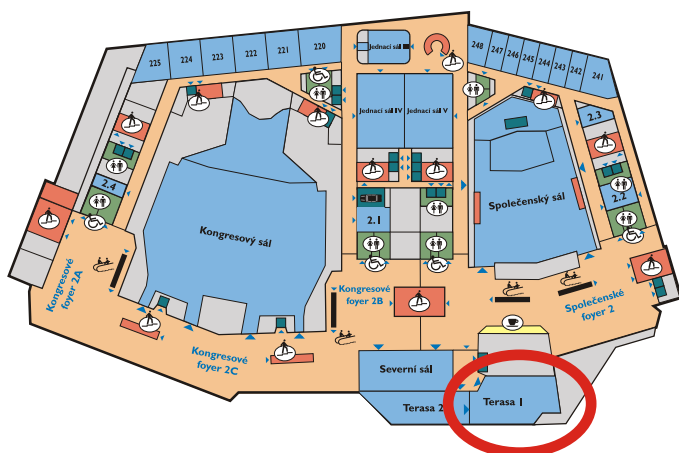 220
221
222
223
224
225
Jednací sál
248
247
246
245
244
243
242
241
Jednací sál IV
Jednací sál V
2.3
2.4
2.2
2.1
Společenský sál
Kongresový sál
Kongresové
foyer 2A
Kongresové
foyer 2B
Společenské
foyer 2
Kongresové
foyer 2C
Severní sál
Terasa 2
Terasa 1